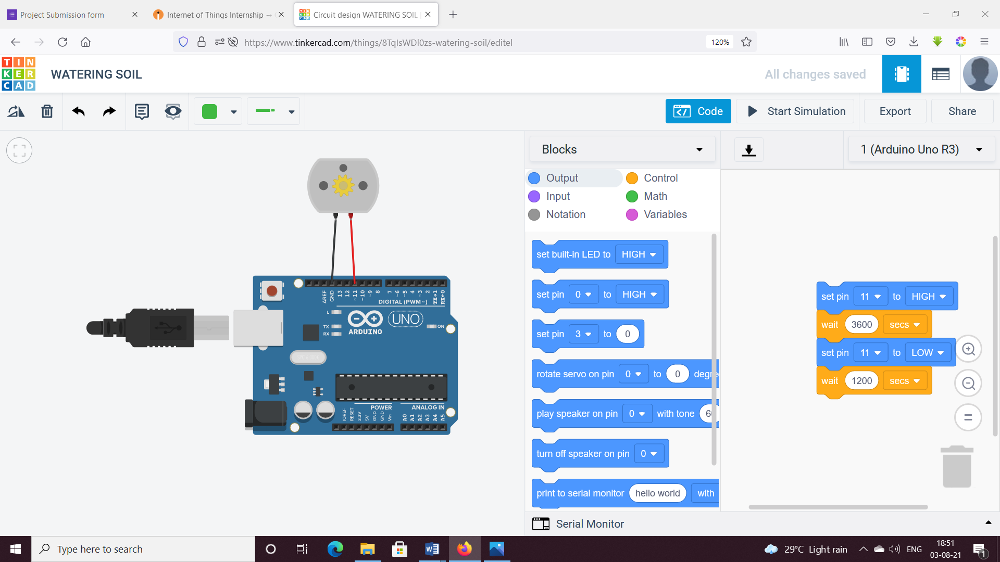 Project Submission form
Internet of Things Internship —
Circuit design WATERING SOIL |
https://www.tinkercad.com/things/8TqIsWDl0zs-watering-soil/editel
120%
TIN
KER
CAD
WATERING SOIL
All changes saved
Code
Start Simulation
Export
Share
Blocks
1 (Arduino Uno R3)
Output
Control
Input
Math
Notation
Variables
set built-in LED to HIGH
set pin 0 to HIGH
set pin 3 to 0
rotate servo on pin 0 to 0 degre
play speaker on pin 0 with tone 6
turn off speaker on pin 0
print to serial monitor hello world with
set pin 11 to HIGH
wait 3600 secs
set pin 11 to LOW
wait 1200 secs
AREF GND 13 12 ~11 ~10 ~9 8 7 ~6 ~5 4 ~3 2 TX→1 RX←0
DIGITAL (PWM~)
L
TX
RX
ARDUINO
UNO
ON
POWER
ANALOG IN
IOREF RESET 3.3V 5V GND GND Vin A0 A1 A2 A3 A4 A5
Serial Monitor
Type here to search
29°C Light rain
ENG
18:51
03-08-21
1